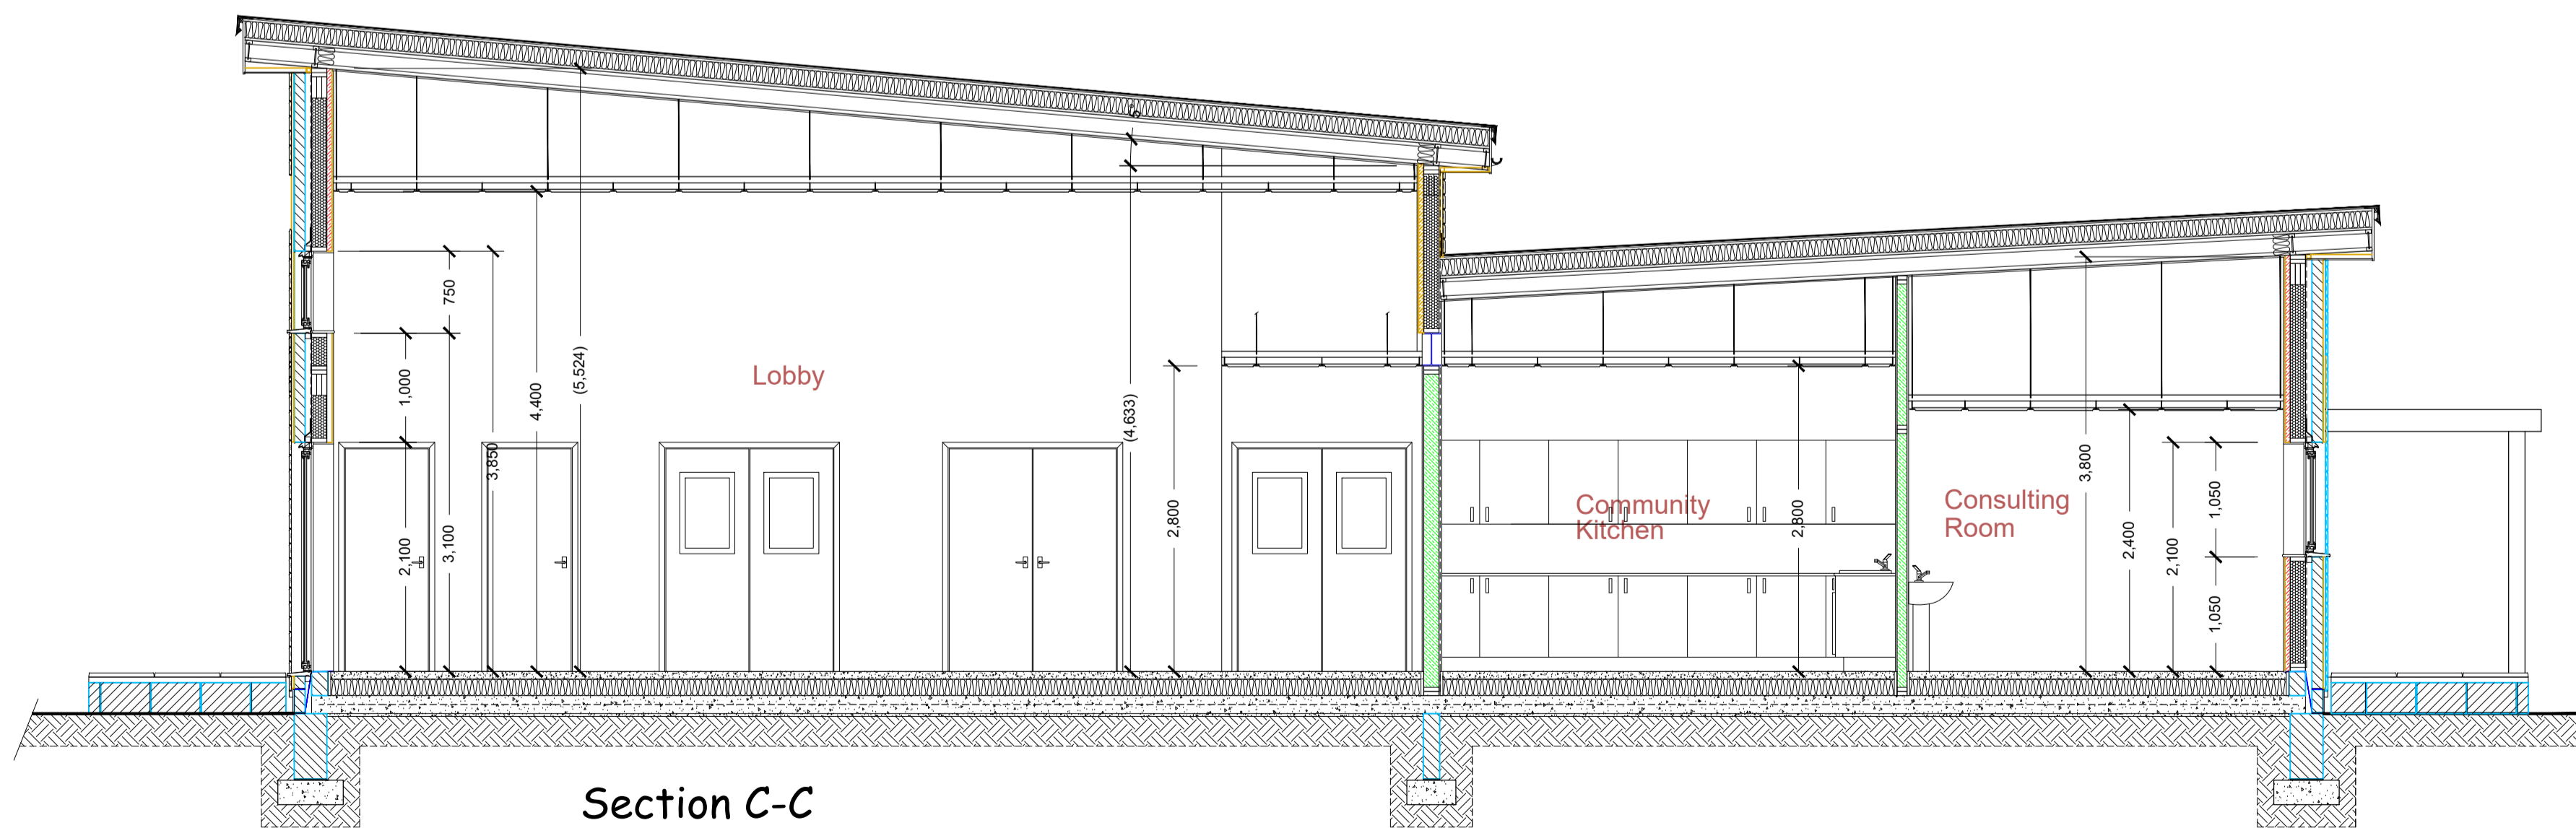 5°
750
1,000
3,850
4,400
(5,524)
Lobby
(4,633)
2,100
3,100
2,800
Community
Kitchen
2,800
Consulting
Room
3,800
2,400
2,100
1,050
1,050
Section C-C